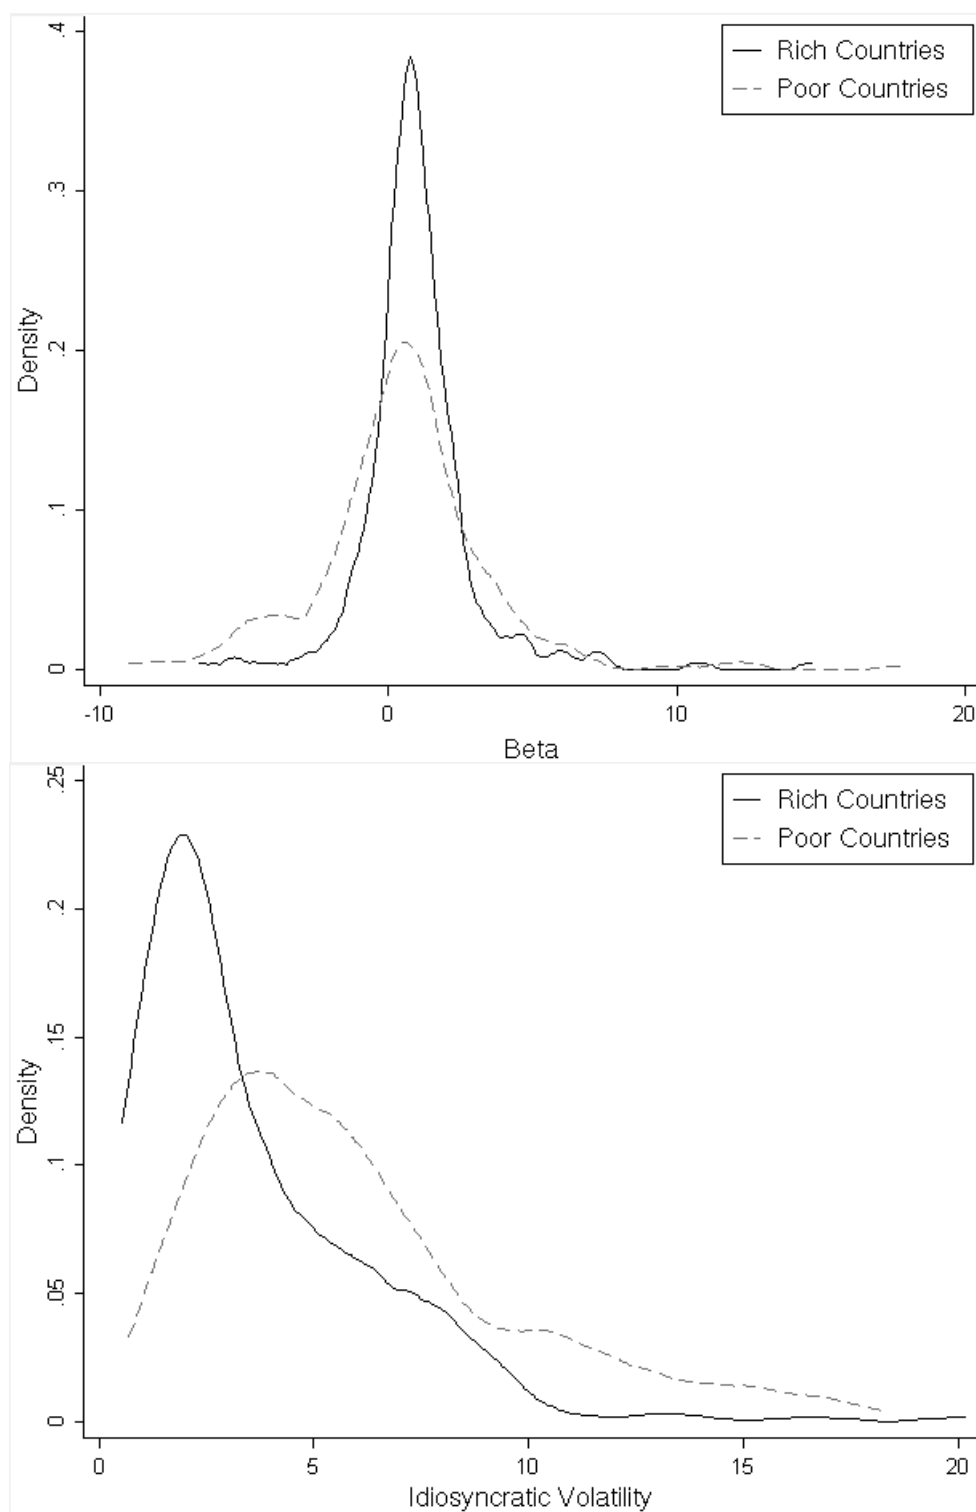 .4
Rich Countries
Poor Countries
.3
Density
.2
.1
0
-10 0 10 20
Beta
.25
Rich Countries
Poor Countries
.2
.15
Density
.1
.05
0
0 5 10 15 20
Idiosyncratic Volatility